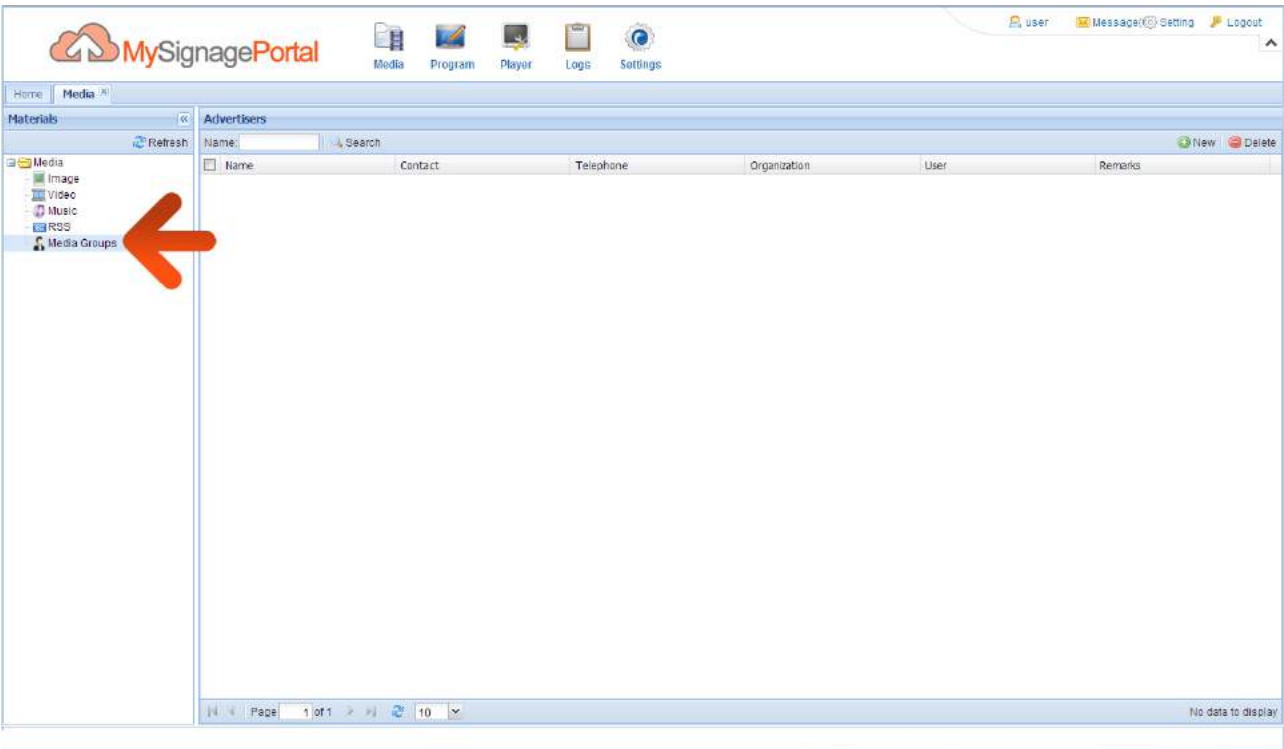 user Message Setting Logout
MySignagePortal
Media Program Player Logs Settings
Home Media
Materials
Refresh
Media
Image
Video
Music
RSS
Media Groups
Advertisers
Name: Search New Delete
Name Contact Telephone Organization User Remarks
Page 1 of 1 10 No data to display